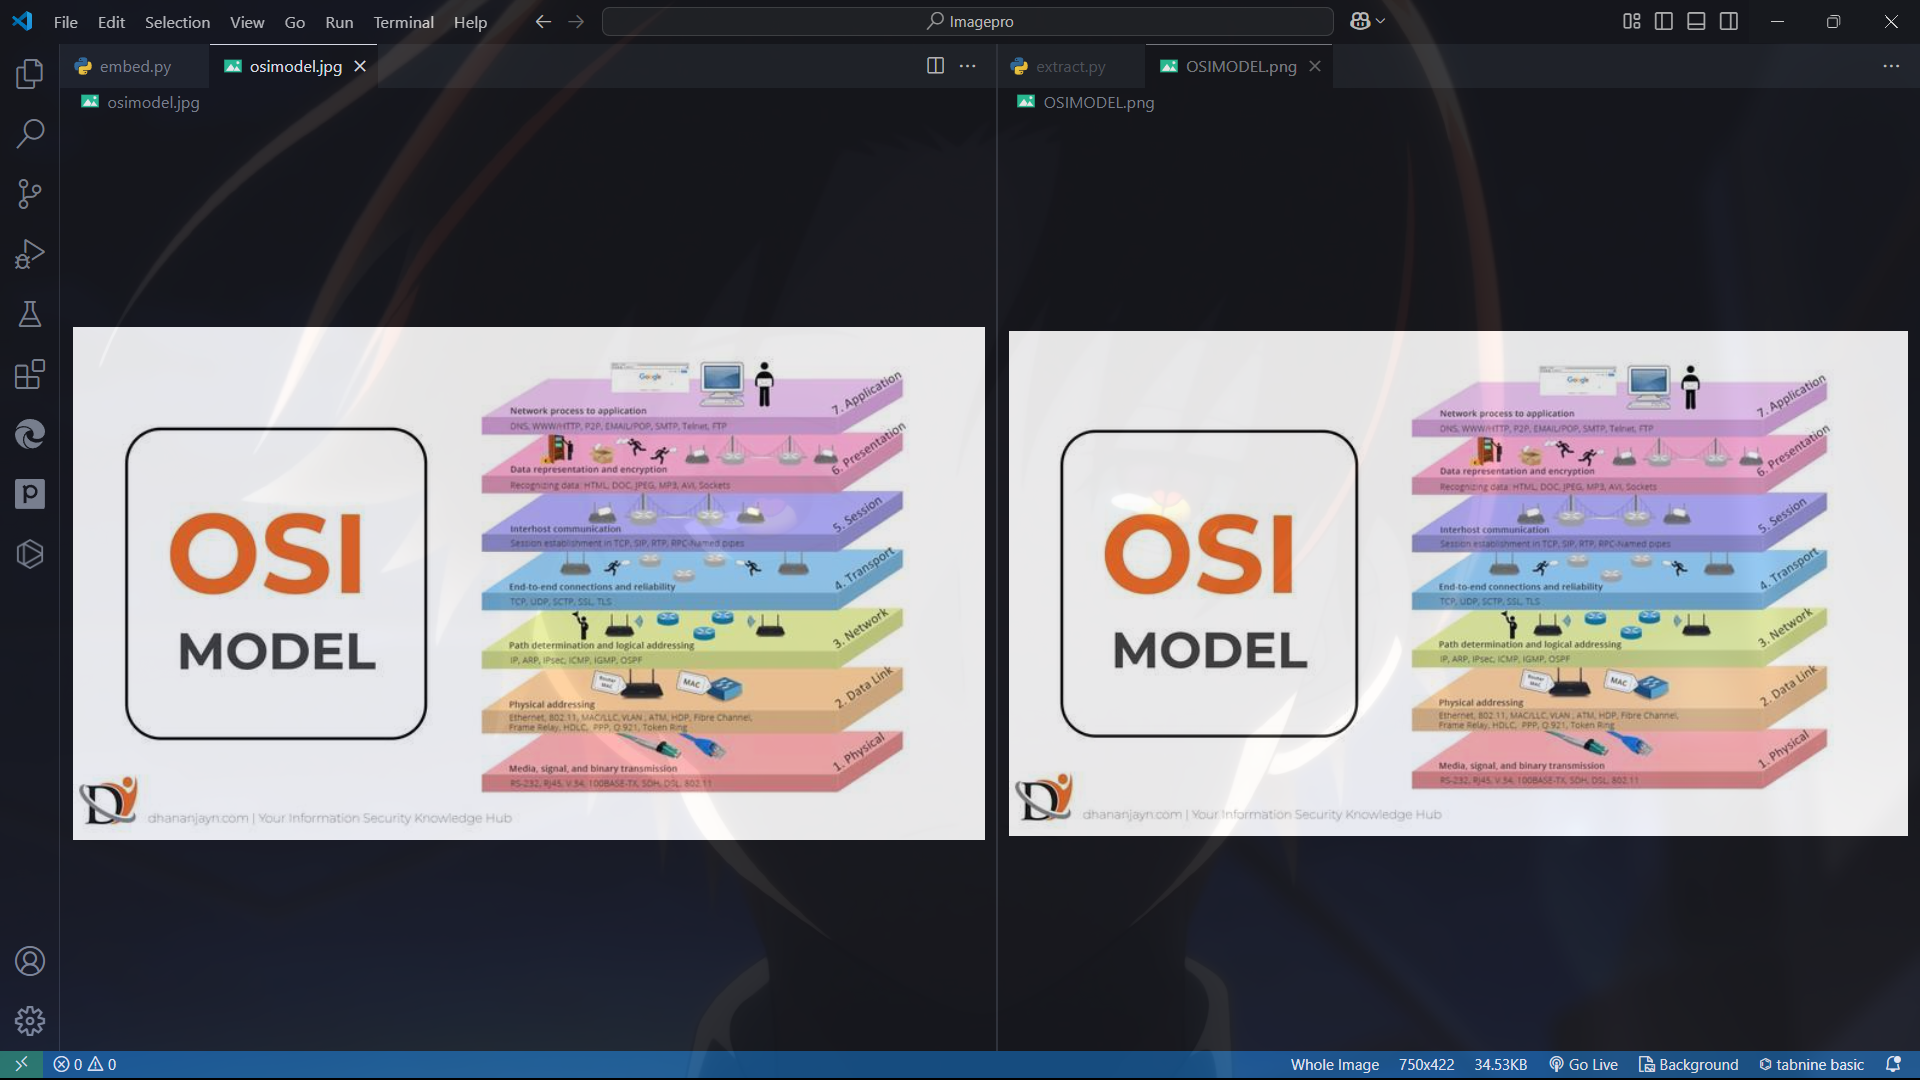 File Edit Selection View Go Run Terminal Help
Imagepro
embed.py
osimodel.jpg
osimodel.jpg
OSI
MODEL
Google
Network process to application
DNS, WWW/HTTP, P2P, EMAIL/POP, SMTP, Telnet, FTP
7. Application
Data representation and encryption
Recognizing data: HTML, DOC, JPEG, MP3, AVI, Sockets
6. Presentation
Interhost communication
Session establishment in TCP, SIP, RTP, RPC-Named pipes
5. Session
End-to-end connections and reliability
TCP, UDP, SCTP, SSL, TLS
4. Transport
Path determination and logical addressing
IP, ARP, IPsec, ICMP, IGMP, OSPF
3. Network
Router
MAC
MAC
Physical addressing
Ethernet, 802.11, MAC/LLC, VLAN , ATM, HDP, Fibre Channel,
Frame Relay, HDLC, PPP, Q.921, Token Ring
2. Data Link
Media, signal, and binary transmission
RS-232, RJ45, V.34, 100BASE-TX, SDH, DSL, 802.11
1. Physical
D
dhananjayn.com | Your Information Security Knowledge Hub
extract.py
OSIMODEL.png
OSIMODEL.png
OSI
MODEL
Google
Network process to application
DNS, WWW/HTTP, P2P, EMAIL/POP, SMTP, Telnet, FTP
7. Application
Data representation and encryption
Recognizing data: HTML, DOC, JPEG, MP3, AVI, Sockets
6. Presentation
Interhost communication
Session establishment in TCP, SIP, RTP, RPC-Named pipes
5. Session
End-to-end connections and reliability
TCP, UDP, SCTP, SSL, TLS
4. Transport
Path determination and logical addressing
IP, ARP, IPsec, ICMP, IGMP, OSPF
3. Network
Router
MAC
MAC
Physical addressing
Ethernet, 802.11, MAC/LLC, VLAN , ATM, HDP, Fibre Channel,
Frame Relay, HDLC, PPP, Q.921, Token Ring
2. Data Link
Media, signal, and binary transmission
RS-232, RJ45, V.34, 100BASE-TX, SDH, DSL, 802.11
1. Physical
D
dhananjayn.com | Your Information Security Knowledge Hub
0 0
Whole Image 750x422 34.53KB Go Live Background tabnine basic